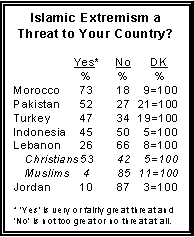 Islamic Extremism a
Threat to Your Country?
Yes* No DK
% % %
Morocco 73 18 9=100
Pakistan 52 27 21=100
Turkey 47 34 19=100
Indonesia 45 50 5=100
Lebanon 26 66 8=100
Christians 53 42 5=100
Muslims 4 85 11=100
Jordan 10 87 3=100
* 'Yes' is very or fairly great threat and
'No' is not too great or no threat at all.